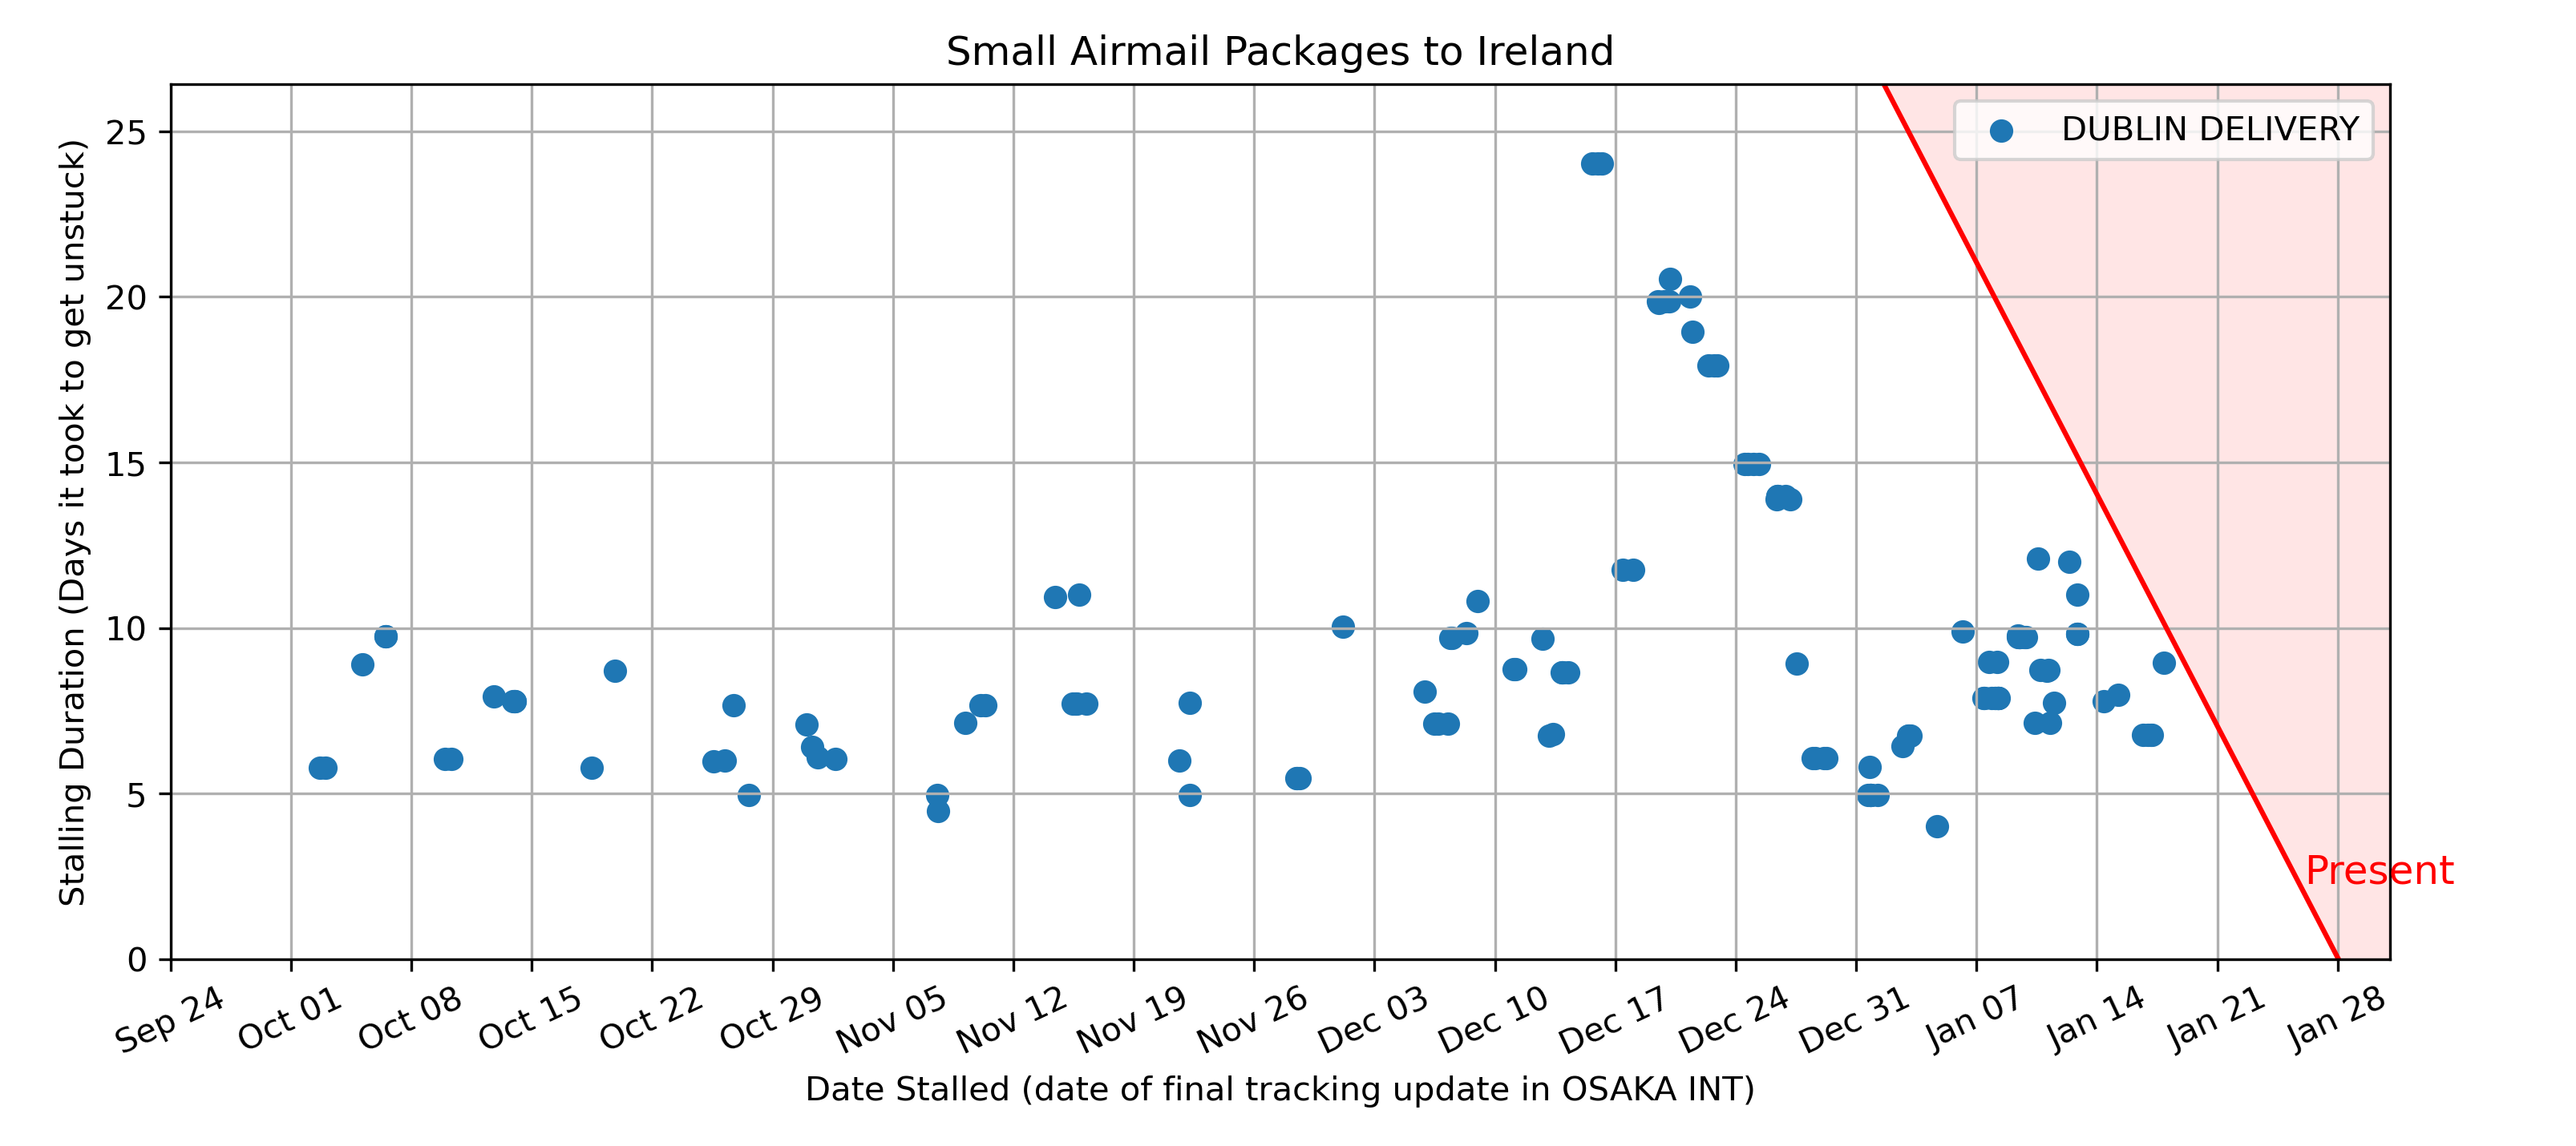 Small Airmail Packages to Ireland
Stalling Duration (Days it took to get unstuck)
25
20
15
10
5
0
DUBLIN DELIVERY
Present
Sep 24
Oct 01
Oct 08
Oct 15
Oct 22
Oct 29
Nov 05
Nov 12
Nov 19
Nov 26
Dec 03
Dec 10
Dec 17
Dec 24
Dec 31
Jan 07
Jan 14
Jan 21
Jan 28
Date Stalled (date of final tracking update in OSAKA INT)